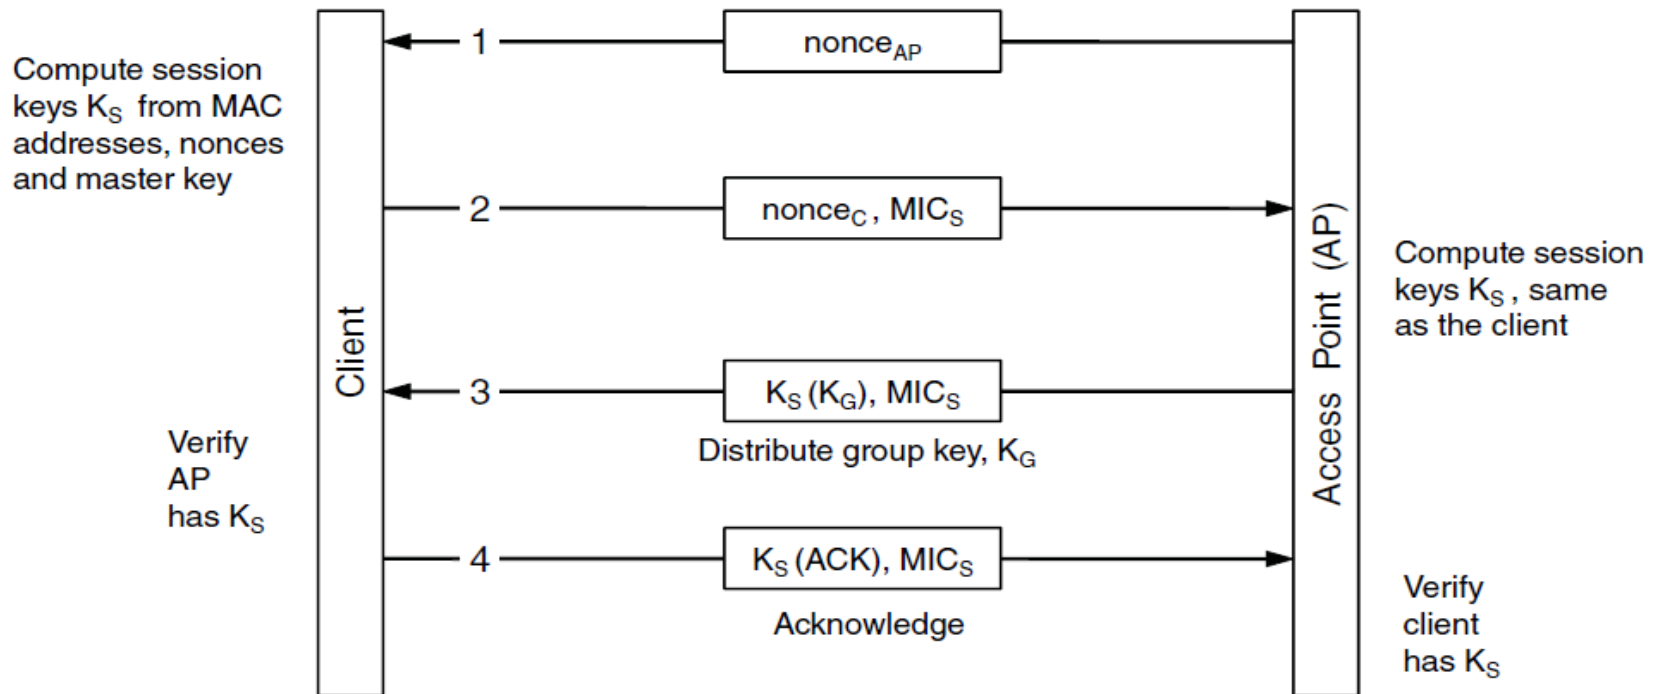 1
nonce_AP
Compute session
keys K_S from MAC
addresses, nonces
and master key
2
nonce_C, MIC_S
Compute session
keys K_S, same
as the client
Client
Access Point (AP)
3
K_S (K_G), MIC_S
Distribute group key, K_G
Verify
AP
has K_S
4
K_S (ACK), MIC_S
Acknowledge
Verify
client
has K_S